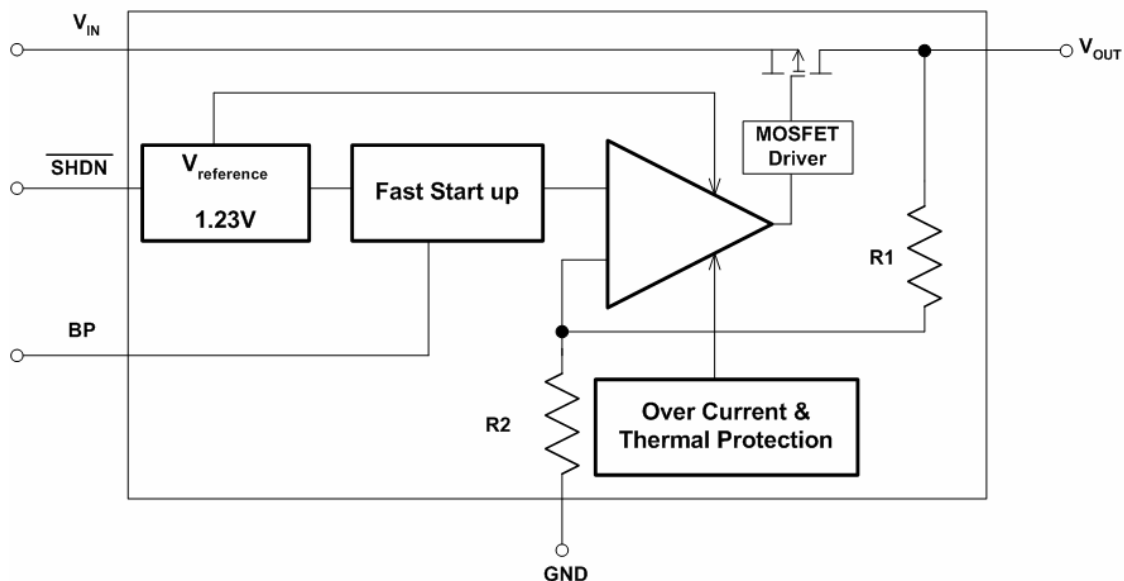 VIN
VOUT
MOSFET
Driver
SHDN
Vreference
1.23V
Fast Start up
R1
BP
R2
Over Current &
Thermal Protection
GND